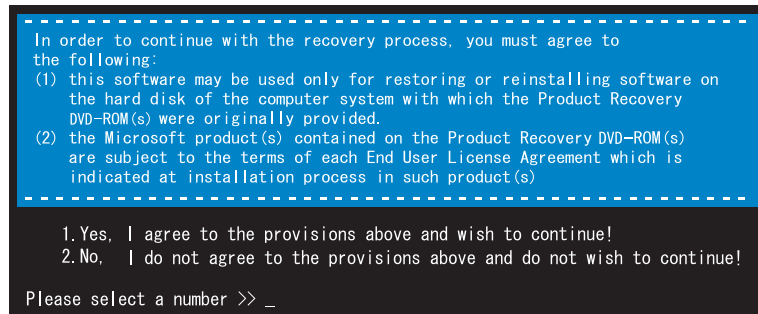 In order to continue with the recovery process, you must agree to
the following:
(1) this software may be used only for restoring or reinstalling software on
the hard disk of the computer system with which the Product Recovery
DVD-ROM(s) were originally provided.
(2) the Microsoft product(s) contained on the Product Recovery DVD-ROM(s)
are subject to the terms of each End User License Agreement which is
indicated at installation process in such product(s)
1. Yes, I agree to the provisions above and wish to continue!
2. No, I do not agree to the provisions above and do not wish to continue!
Please select a number >> _